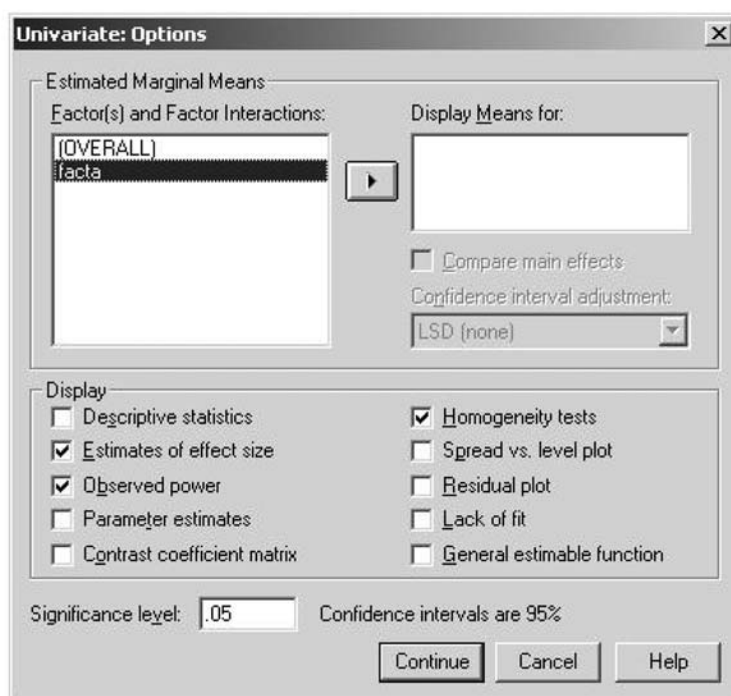 Univariate: Options
Estimated Marginal Means
Factor(s) and Factor Interactions:
(OVERALL)
facta
Display Means for:
Compare main effects
Confidence interval adjustment:
LSD (none)
Display
Descriptive statistics
Estimates of effect size
Observed power
Parameter estimates
Contrast coefficient matrix
Homogeneity tests
Spread vs. level plot
Residual plot
Lack of fit
General estimable function
Significance level: .05 Confidence intervals are 95%
Continue Cancel Help